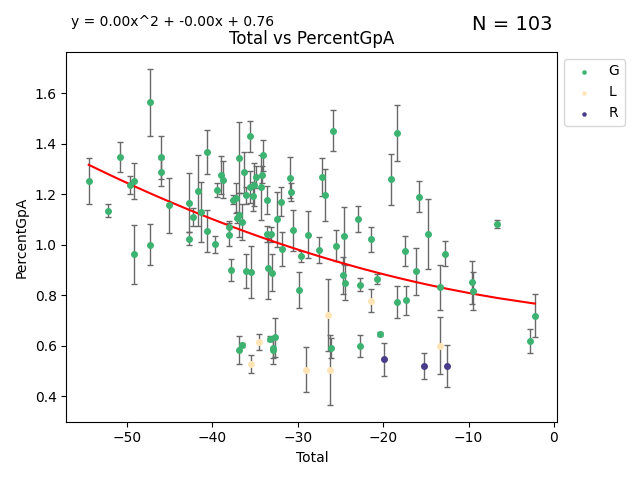 y = 0.00x^2 + -0.00x + 0.76
N = 103
Total vs PercentGpA
G
L
R
PercentGpA
1.6
1.4
1.2
1.0
0.8
0.6
0.4
−50
−40
−30
−20
−10
0
Total